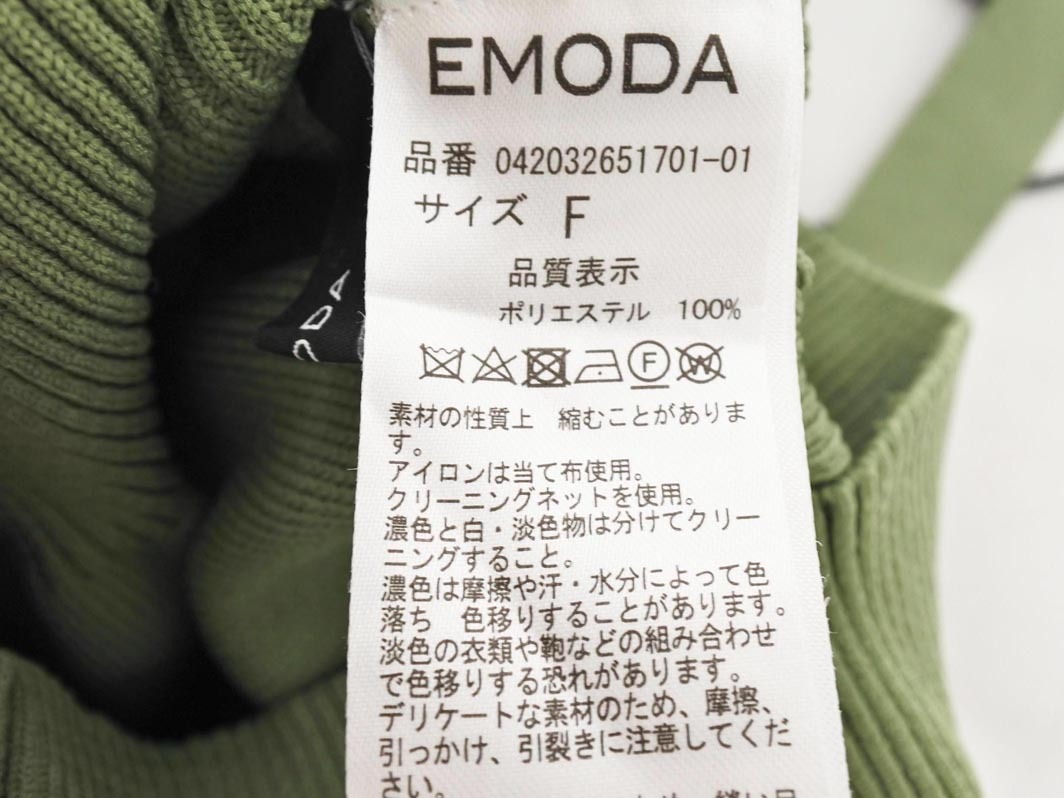 EMODA
品番 042032651701-01
サイズ F
品質表示
ポリエステル 100%
F W
素材の性質上 縮むことがありま
す。
アイロンは当て布使用。
クリーニングネットを使用。
濃色と白・淡色物は分けてクリー
ニングすること。
濃色は摩擦や汗・水分によって色
落ち 色移りすることがあります。
淡色の衣類や鞄などの組み合わせ
で色移りする恐れがあります。
デリケートな素材のため、摩擦、
引っかけ、引裂きに注意してくだ
さい。
ODA